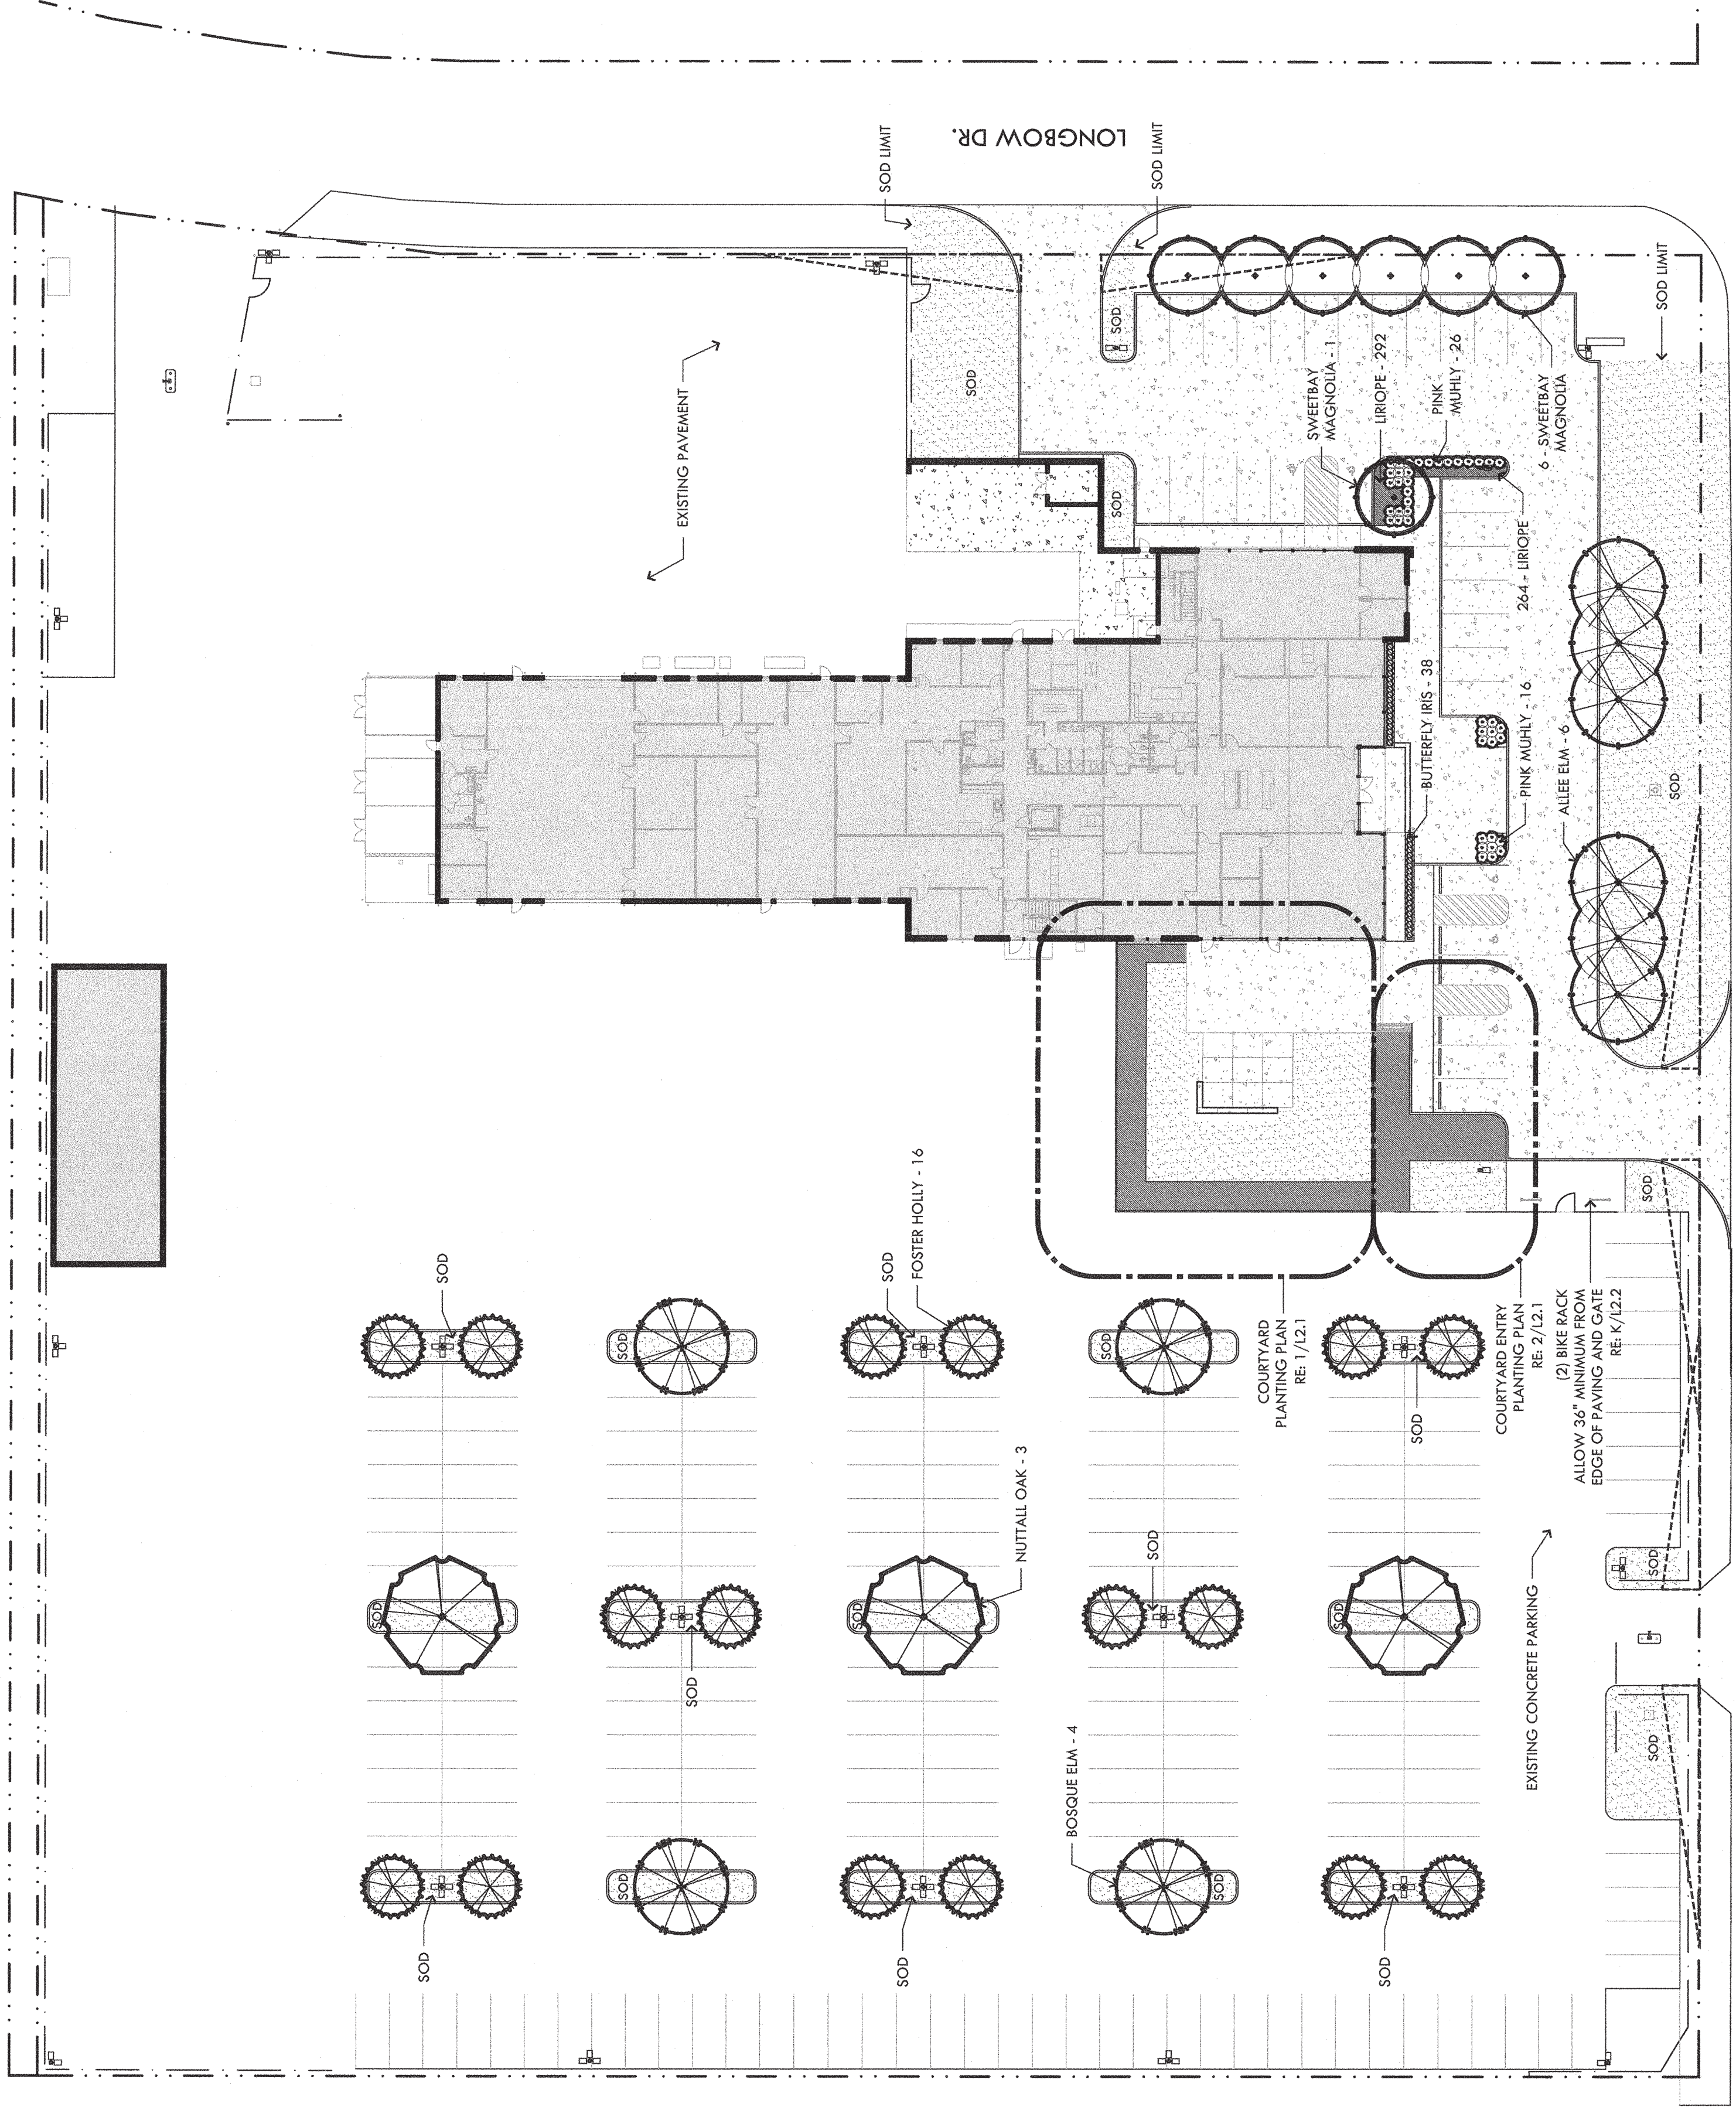 LONGBOW DR.
SOD LIMIT
SOD LIMIT
SOD LIMIT
EXISTING PAVEMENT
SOD
SOD
SOD
SWEETBAY
MAGNOLIA - 1
LIRIOPE - 292
PINK
MUHLY - 26
6 - SWEETBAY
MAGNOLIA
264 - LIRIOPE
BUTTERFLY IRIS - 38
PINK MUHLY - 16
ALLEE ELM - 6
SOD
SOD
FOSTER HOLLY - 16
SOD
SOD
SOD
SOD
COURTYARD
PLANTING PLAN
RE: 1/L2.1
SOD
COURTYARD ENTRY
PLANTING PLAN
RE: 2/L2.1
(2) BIKE RACK
ALLOW 36" MINIMUM FROM
EDGE OF PAVING AND GATE
RE: K/L2.2
NUTTALL OAK - 3
SOD
SOD
SOD
SOD
SOD
SOD
EXISTING CONCRETE PARKING
SOD
BOSQUE ELM - 4
SOD
SOD
SOD
SOD
SOD